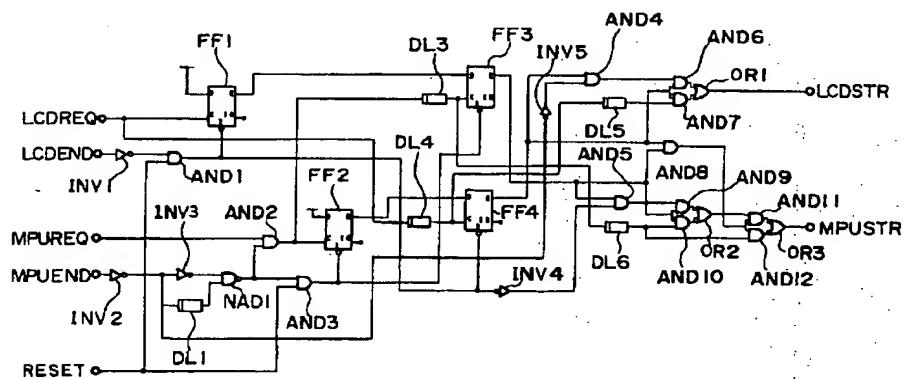 AND4
FF3
INV5
AND6
FF1
DL3
OR1
LCDREQ
LCDSTR
AND7
DL5
LCDEND
DL4
AND5
INV1
AND1
FF2
AND8
AND9
INV3
AND2
FF4
AND11
MPUREQ
MPUSTR
OR2
OR3
MPUEND
INV4
DL6
AND10
AND12
NAD1
INV2
AND3
DL1
RESET